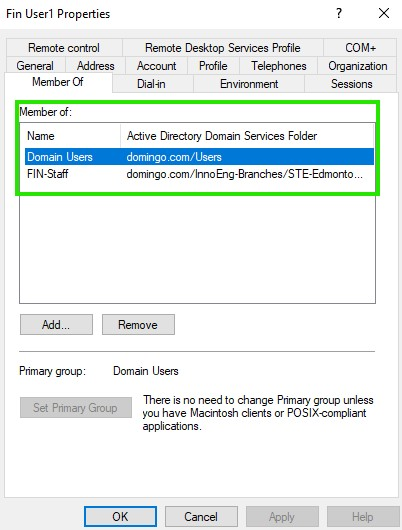 Fin User1 Properties
?
Remote control Remote Desktop Services Profile COM+
General Address Account Profile Telephones Organization
Member Of Dial-in Environment Sessions
Member of:
Name Active Directory Domain Services Folder
Domain Users domingo.com/Users
FIN-Staff domingo.com/InnoEng-Branches/STE-Edmonto...
Add... Remove
Primary group: Domain Users
Set Primary Group
There is no need to change Primary group unless
you have Macintosh clients or POSIX-compliant
applications.
OK Cancel Apply Help